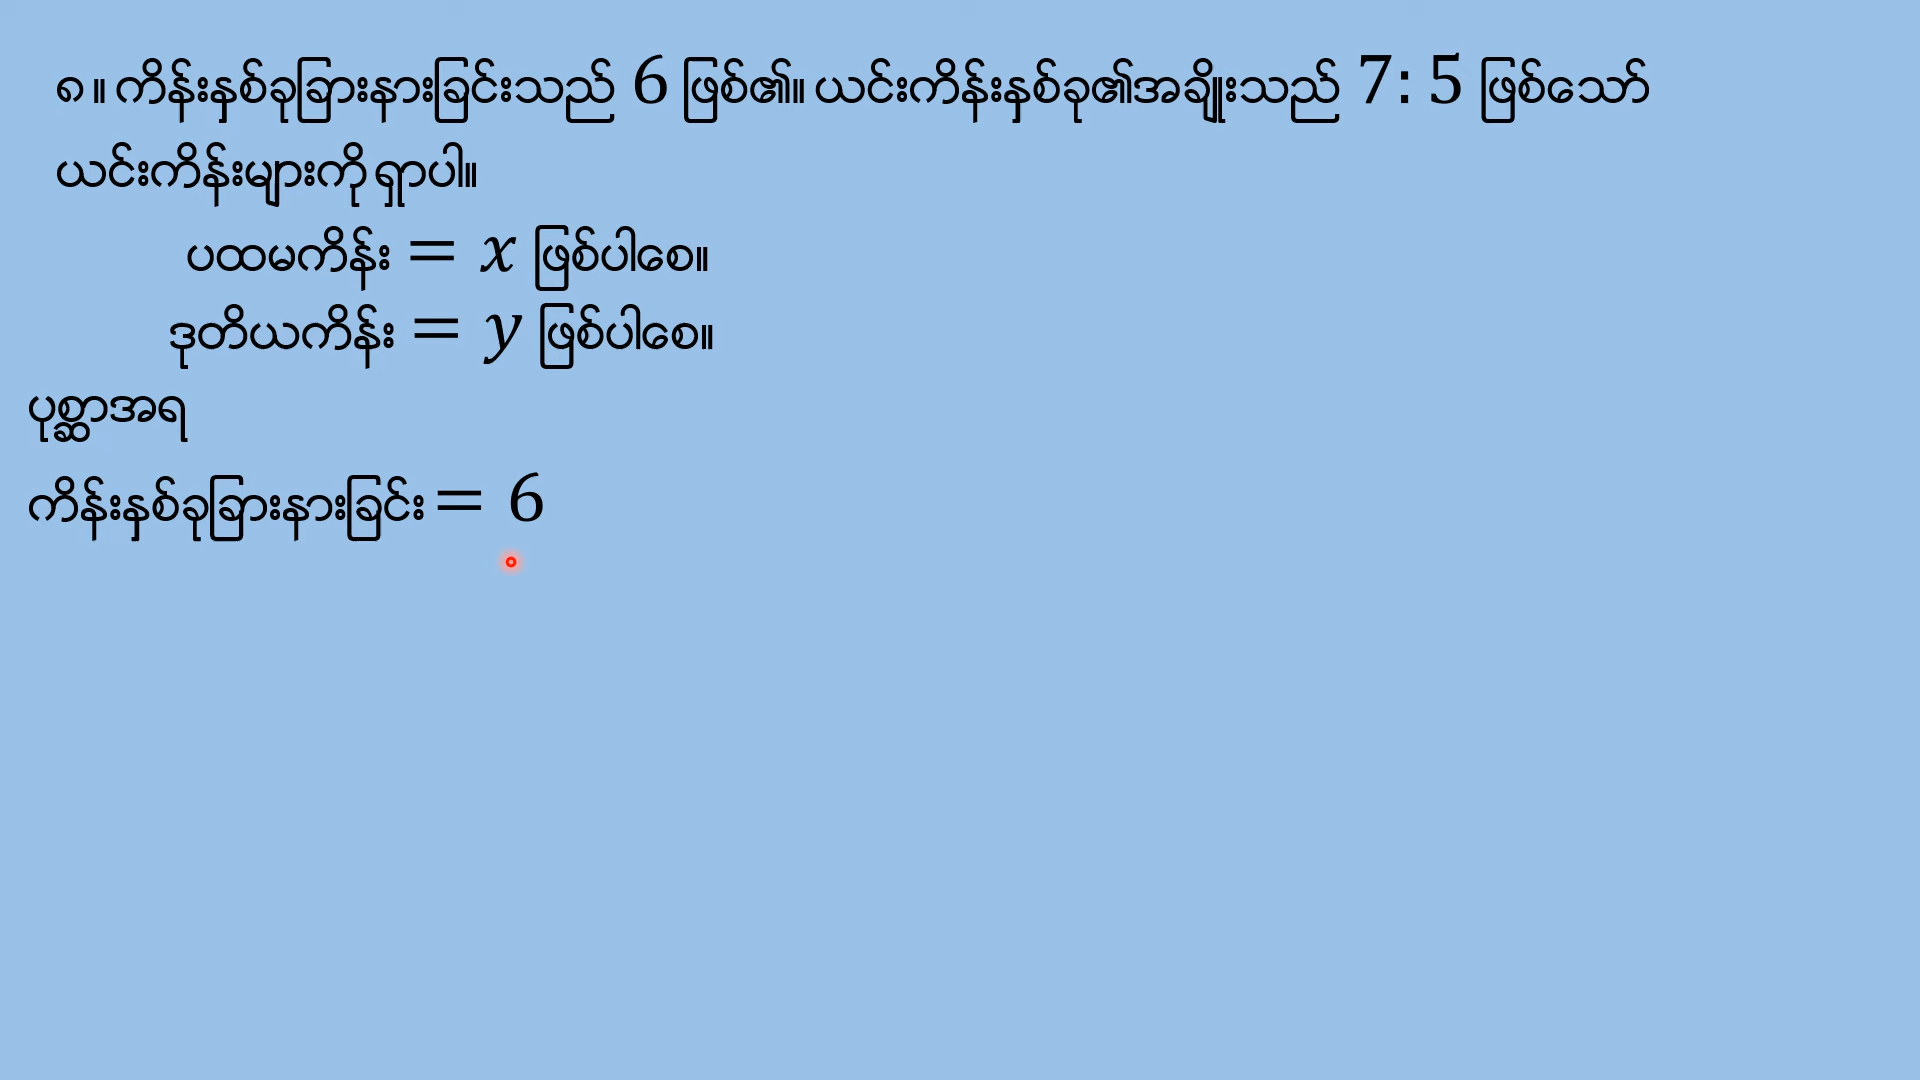 ၈။ ကိန်းနှစ်ခုခြားနားခြင်းသည် 6 ဖြစ်၏။ ယင်းကိန်းနှစ်ခု၏အချိုးသည် 7: 5 ဖြစ်သော်
ယင်းကိန်းများကို ရှာပါ။
ပထမကိန်း = x ဖြစ်ပါစေ။
ဒုတိယကိန်း = y ဖြစ်ပါစေ။
ပုစ္ဆာအရ
ကိန်းနှစ်ခုခြားနားခြင်း = 6